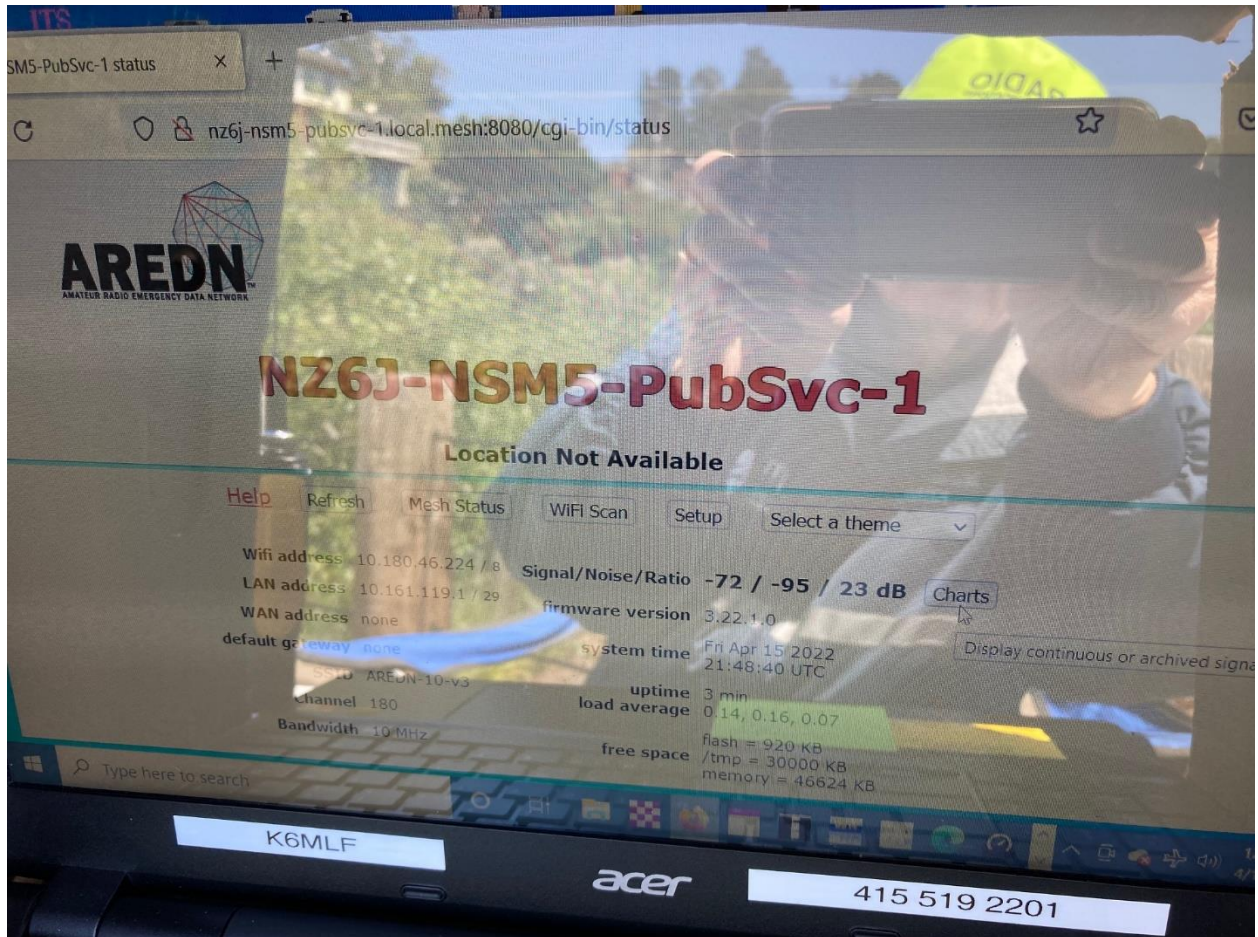 ITS
SM5-PubSvc-1 status × +
nz6j-nsm5-pubsvc-1.local.mesh:8080/cgi-bin/status
RADIO
AREDN™
AMATEUR RADIO EMERGENCY DATA NETWORK
NZ6J-NSM5-PubSvc-1
Location Not Available
Help Refresh Mesh Status WiFi Scan Setup Select a theme
Wifi address 10.180.46.224 / 8
LAN address 10.161.119.1 / 29
WAN address none
default gateway none
SSID AREDN-10-v3
Channel 180
Bandwidth 10 MHz
Signal/Noise/Ratio -72 / -95 / 23 dB Charts
firmware version 3.22.1.0
Display continuous or archived signa
system time Fri Apr 15 2022
21:48:40 UTC
uptime 3 min
load average 0.14, 0.16, 0.07
free space flash = 920 KB
/tmp = 30000 KB
memory = 46624 KB
Type here to search
K6MLF
acer
415 519 2201